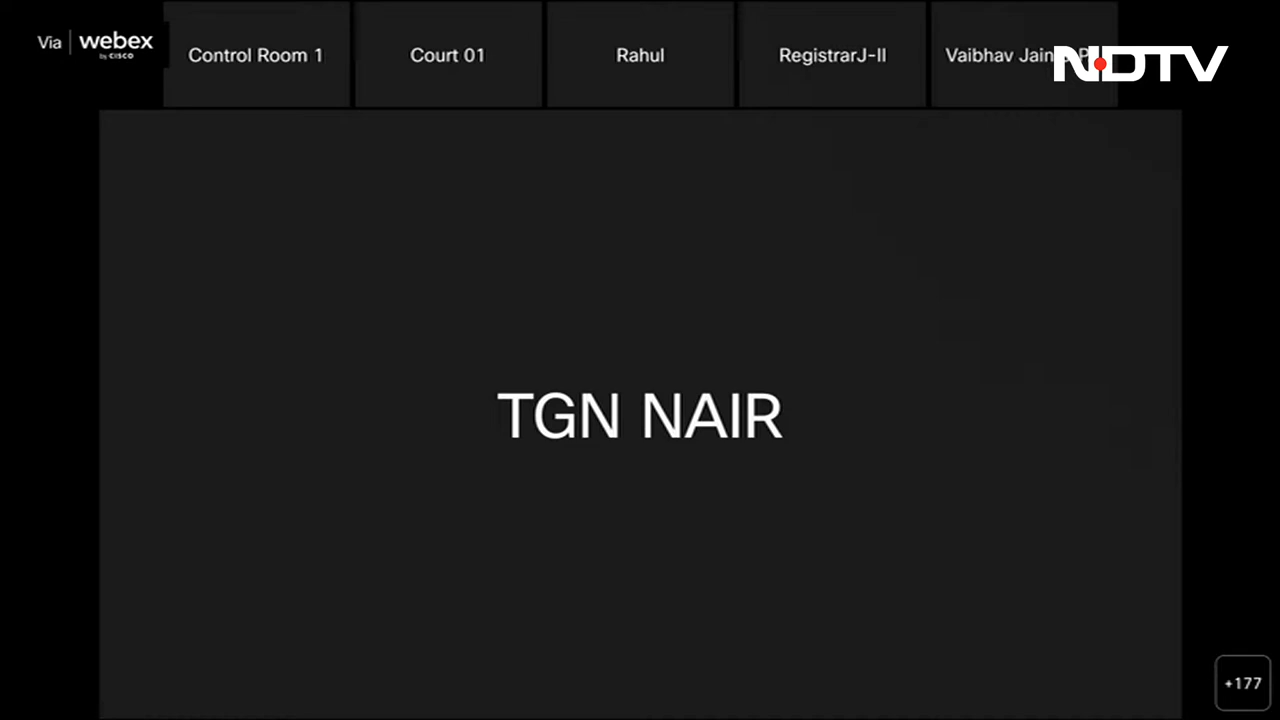 Via webex
by CISCO
Control Room 1
Court 01
Rahul
RegistrarJ-II
Vaibhav Jain
NDTV
TGN NAIR
+177